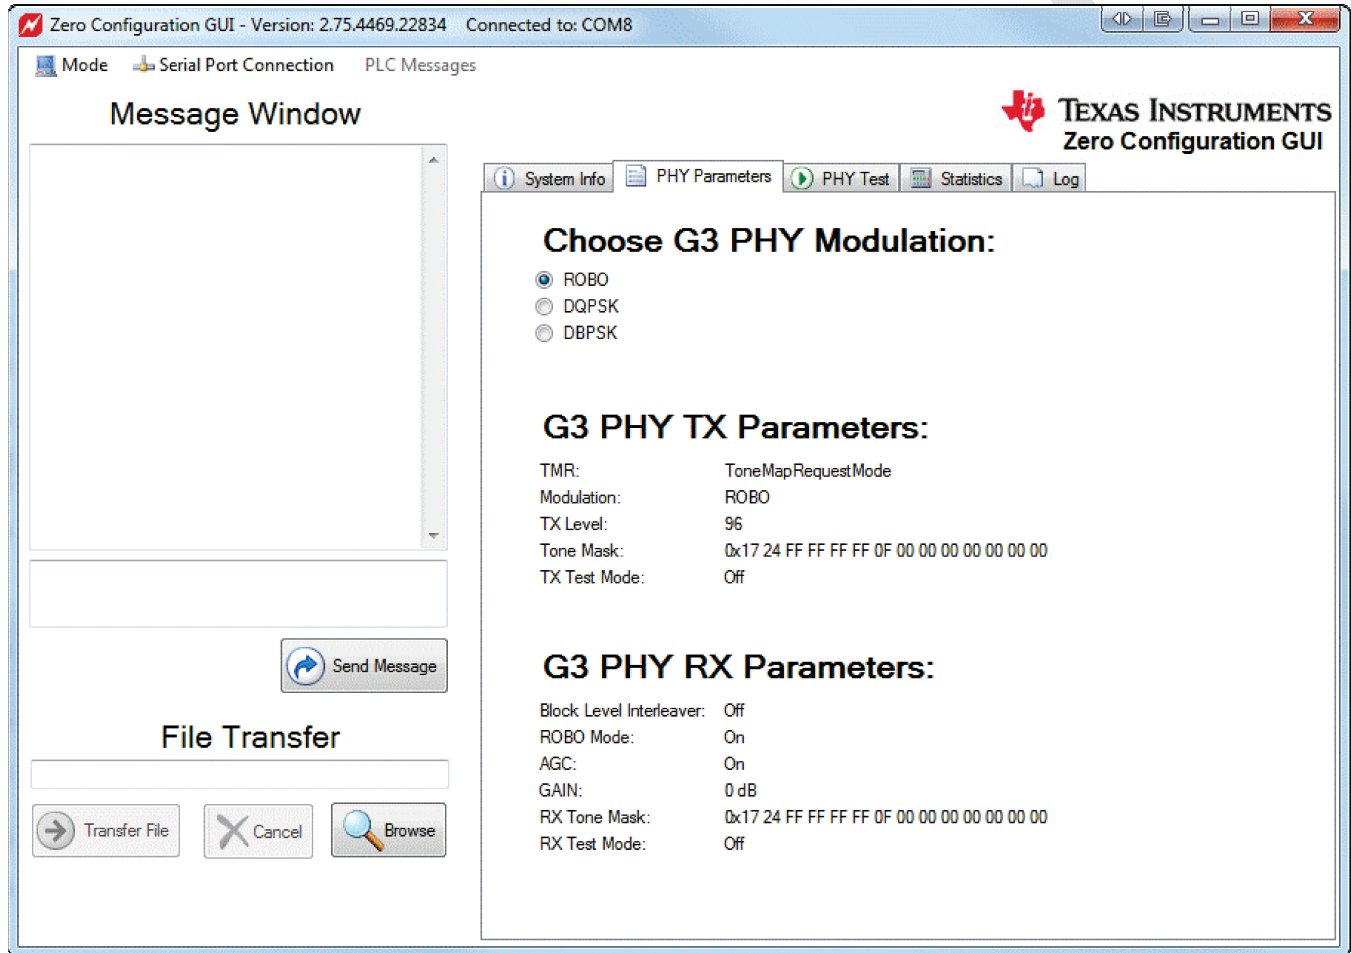 Zero Configuration GUI - Version: 2.75.4469.22834 Connected to: COM8
Mode Serial Port Connection PLC Messages
Message Window
TEXAS INSTRUMENTS
Zero Configuration GUI
System Info PHY Parameters PHY Test Statistics Log
Choose G3 PHY Modulation:
ROBO
DQPSK
DBPSK
G3 PHY TX Parameters:
TMR: ToneMapRequestMode
Modulation: ROBO
TX Level: 96
Tone Mask: 0x17 24 FF FF FF FF 0F 00 00 00 00 00 00 00
TX Test Mode: Off
Send Message
G3 PHY RX Parameters:
Block Level Interleaver: Off
ROBO Mode: On
AGC: On
GAIN: 0 dB
RX Tone Mask: 0x17 24 FF FF FF FF 0F 00 00 00 00 00 00 00
RX Test Mode: Off
File Transfer
Transfer File Cancel Browse